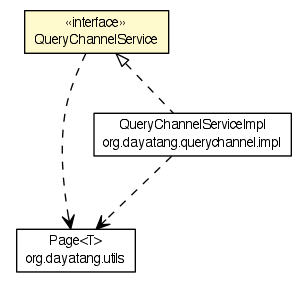 «interface»
QueryChannelService
QueryChannelServiceImpl
org.dayatang.querychannel.impl
Page<T>
org.dayatang.utils